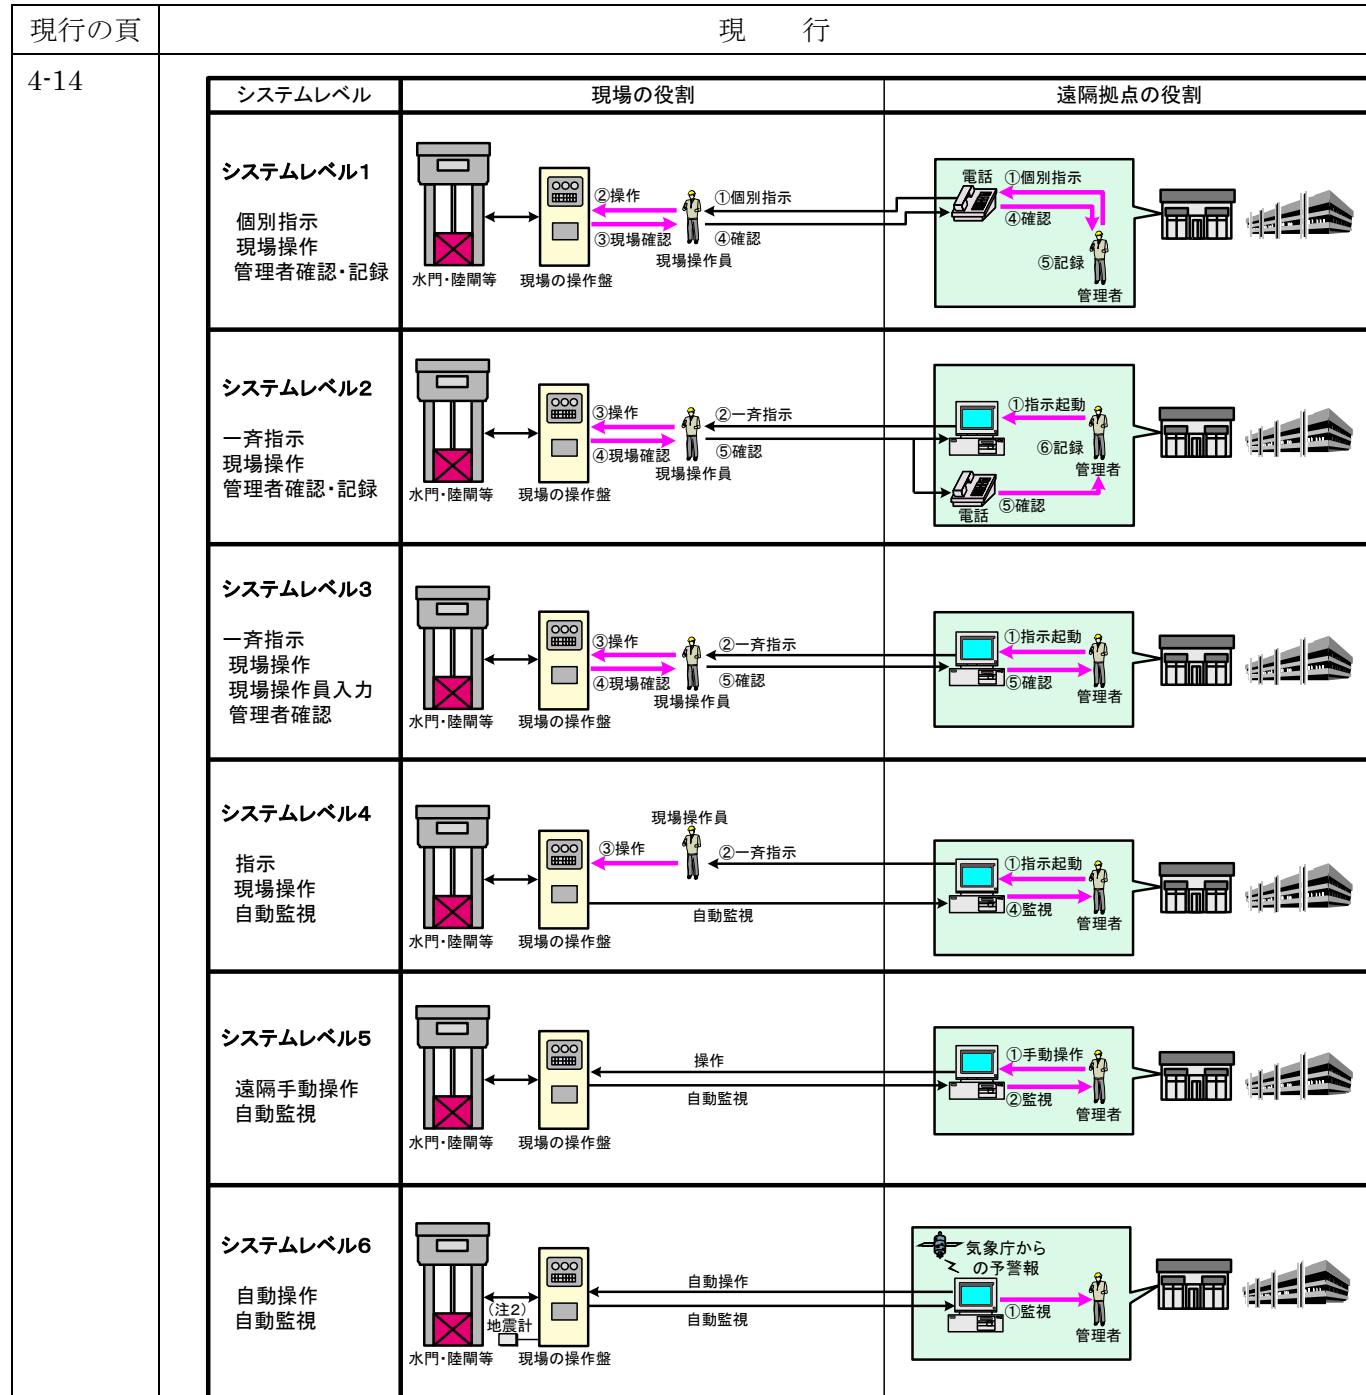 現行の頁
現　　行
4-14
システムレベル
現場の役割
遠隔拠点の役割
システムレベル1
個別指示
現場操作
管理者確認・記録
水門・陸閘等
現場の操作盤
②操作
③現場確認
現場操作員
①個別指示
④確認
電話
①個別指示
④確認
⑤記録
管理者
システムレベル2
一斉指示
現場操作
管理者確認・記録
水門・陸閘等
現場の操作盤
③操作
④現場確認
現場操作員
②一斉指示
⑤確認
①指示起動
⑥記録
管理者
電話
⑤確認
システムレベル3
一斉指示
現場操作
現場操作員入力
管理者確認
水門・陸閘等
現場の操作盤
③操作
④現場確認
現場操作員
②一斉指示
⑤確認
①指示起動
⑤確認
管理者
システムレベル4
指示
現場操作
自動監視
水門・陸閘等
現場の操作盤
現場操作員
③操作
②一斉指示
自動監視
①指示起動
④監視
管理者
システムレベル5
遠隔手動操作
自動監視
水門・陸閘等
現場の操作盤
操作
自動監視
①手動操作
②監視
管理者
システムレベル6
自動操作
自動監視
水門・陸閘等
(注2)
地震計
現場の操作盤
自動操作
自動監視
気象庁から
の予警報
①監視
管理者